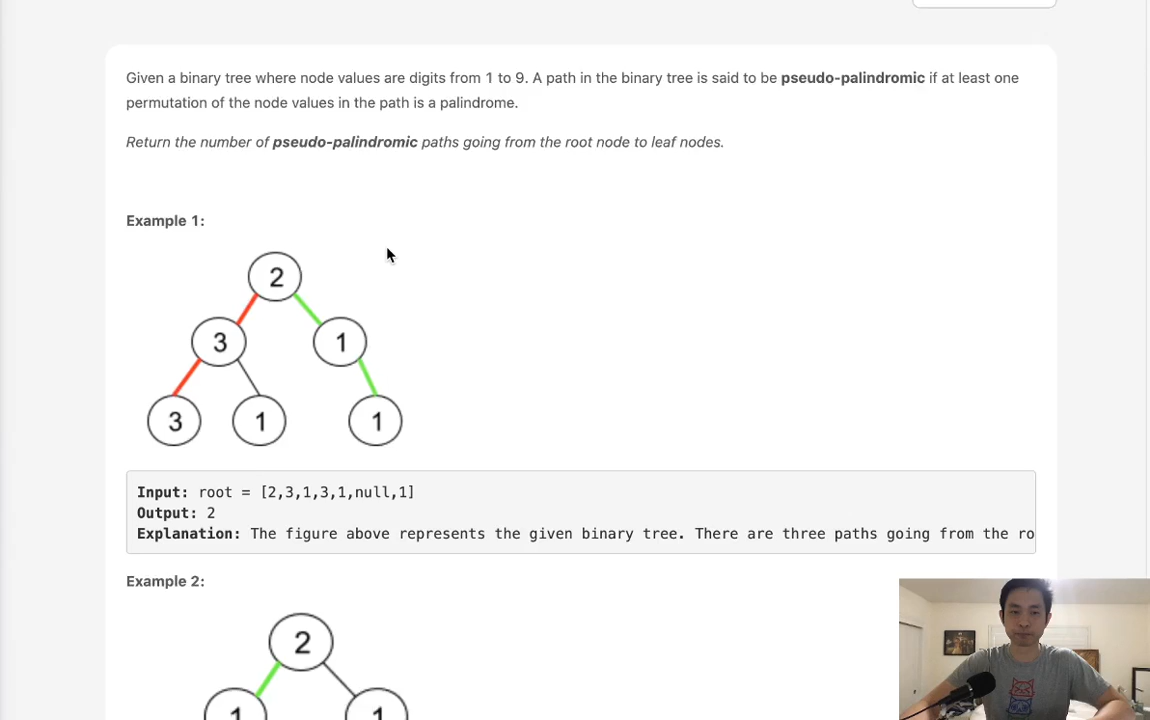 Given a binary tree where node values are digits from 1 to 9. A path in the binary tree is said to be pseudo-palindromic if at least one
permutation of the node values in the path is a palindrome.
Return the number of pseudo-palindromic paths going from the root node to leaf nodes.
Example 1:
2
3 1
3 1 1
Input: root = [2,3,1,3,1,null,1]
Output: 2
Explanation: The figure above represents the given binary tree. There are three paths going from the ro
Example 2:
2
1 1